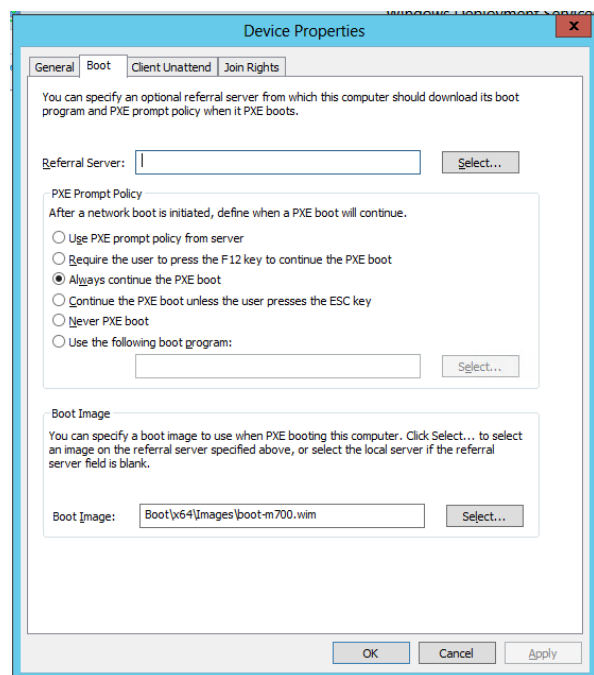 Windows Deployment Service
Device Properties
x
General Boot Client Unattend Join Rights
You can specify an optional referral server from which this computer should download its boot
program and PXE prompt policy when it PXE boots.
Referral Server: Select...
PXE Prompt Policy
After a network boot is initiated, define when a PXE boot will continue.
Use PXE prompt policy from server
Require the user to press the F12 key to continue the PXE boot
Always continue the PXE boot
Continue the PXE boot unless the user presses the ESC key
Never PXE boot
Use the following boot program:
Select...
Boot Image
You can specify a boot image to use when PXE booting this computer. Click Select... to select
an image on the referral server specified above, or select the local server if the referral
server field is blank.
Boot Image: Boot\x64\Images\boot-m700.wim Select...
OK Cancel Apply